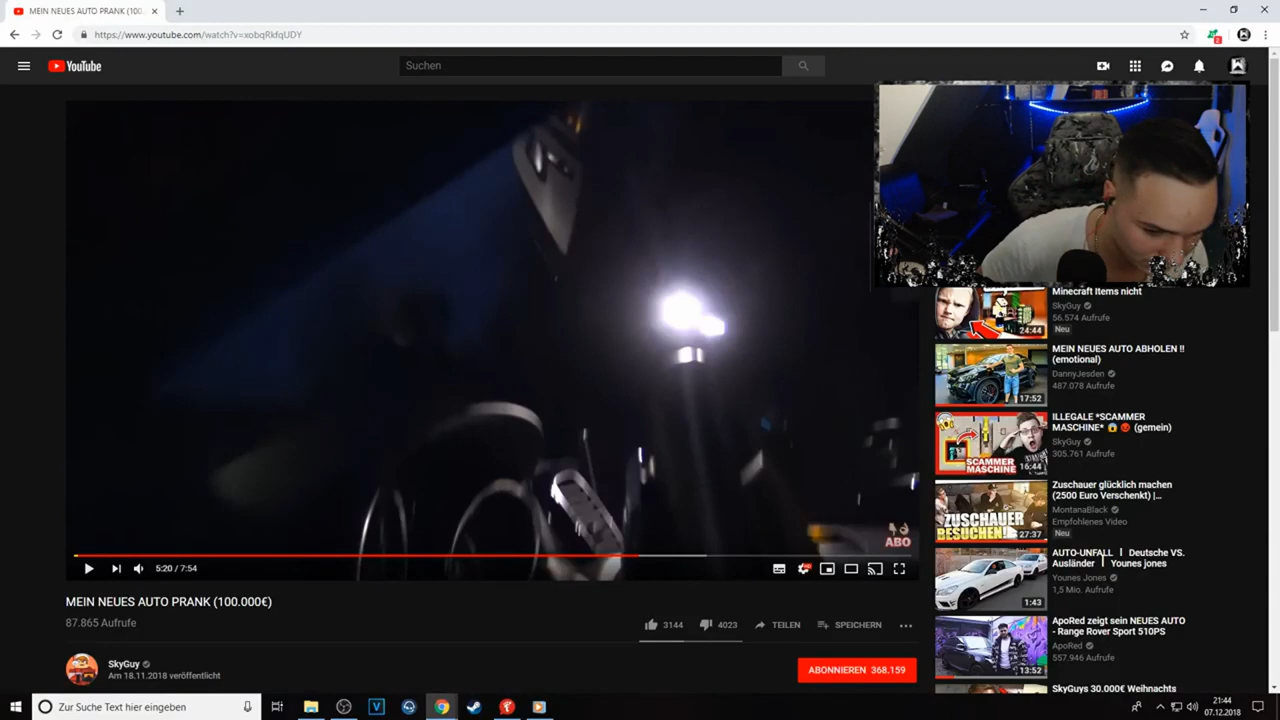 MEIN NEUES AUTO PRANK (100.
https://www.youtube.com/watch?v=xobqRkfqUDY
2
YouTube
Suchen
Minecraft Items nicht
SkyGuy
56.574 Aufrufe
Neu
24:44
MEIN NEUES AUTO ABHOLEN !!
(emotional)
DannyJesden
487.078 Aufrufe
17:52
ILLEGALE *SCAMMER
MASCHINE* 😱 😡 (gemein)
SkyGuy
305.761 Aufrufe
SCAMMER
MASCHINE
16:44
Zuschauer glücklich machen
(2500 Euro Verschenkt) |...
MontanaBlack
Empfohlenes Video
Neu
ZUSCHAUER
BESUCHEN!
27:37
AUTO-UNFALL | Deutsche VS.
Ausländer | Younes jones
Younes Jones
1,5 Mio. Aufrufe
1:43
ApoRed zeigt sein NEUES AUTO
- Range Rover Sport 510PS
ApoRed
557.946 Aufrufe
13:52
SkyGuys 30.000€ Weihnachts
ABO
5:20 / 7:54
MEIN NEUES AUTO PRANK (100.000€)
87.865 Aufrufe
3144
4023
TEILEN
SPEICHERN
SkyGuy
Am 18.11.2018 veröffentlicht
ABONNIEREN 368.159
Zur Suche Text hier eingeben
21:44
07.12.2018